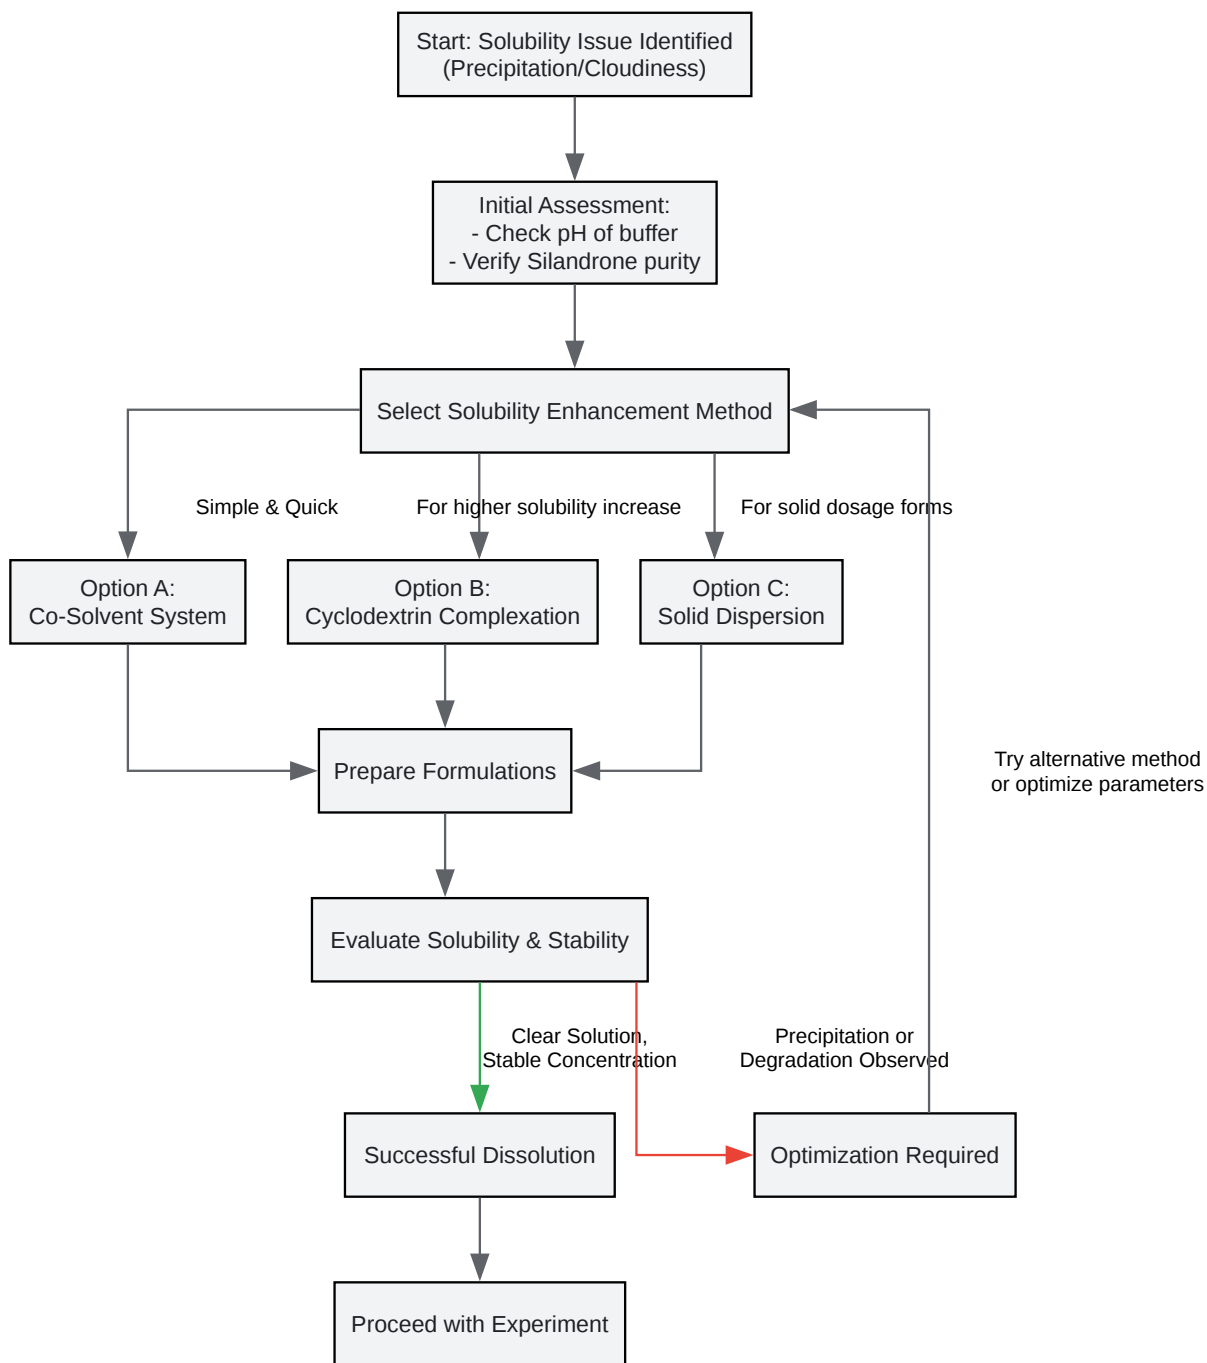 Start: Solubility Issue Identified
(Precipitation/Cloudiness)
Initial Assessment:
- Check pH of buffer
- Verify Silandrone purity
Select Solubility Enhancement Method
Simple & Quick
For higher solubility increase
For solid dosage forms
Option A:
Co-Solvent System
Option B:
Cyclodextrin Complexation
Option C:
Solid Dispersion
Prepare Formulations
Try alternative method
or optimize parameters
Evaluate Solubility & Stability
Clear Solution,
Stable Concentration
Precipitation or
Degradation Observed
Successful Dissolution
Optimization Required
Proceed with Experiment